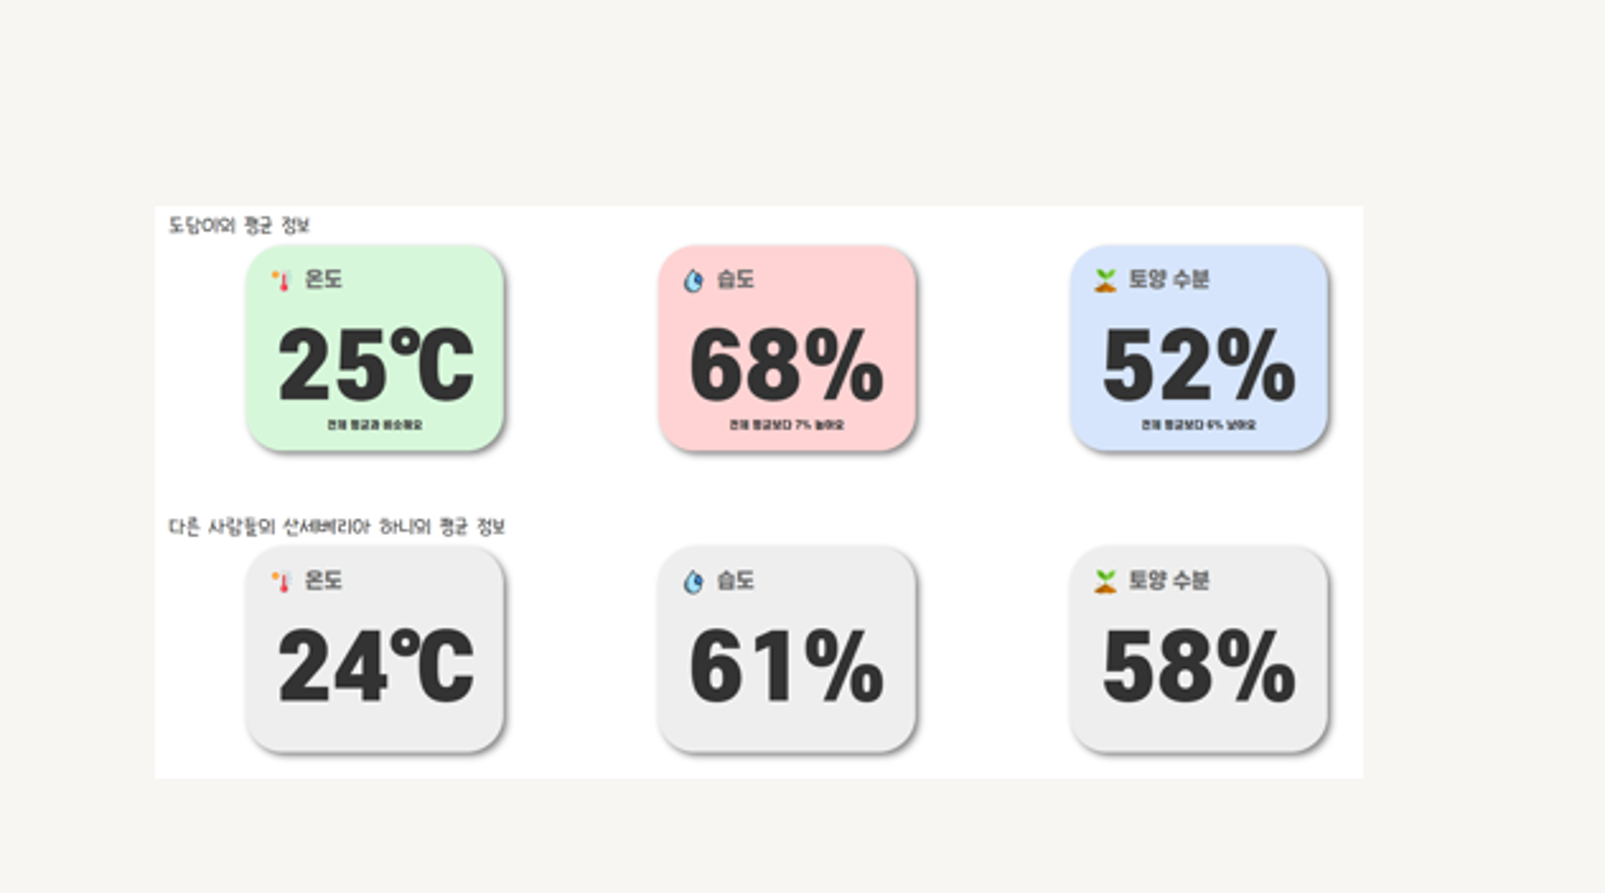 도담이의 평균 정보
온도
습도
토양 수분
25℃
68%
52%
전체 평균과 비슷해요
전체 평균보다 7% 높아요
전체 평균보다 6% 낮아요
다른 사람들의 산세베리아 하니의 평균 정보
온도
습도
토양 수분
24℃
61%
58%